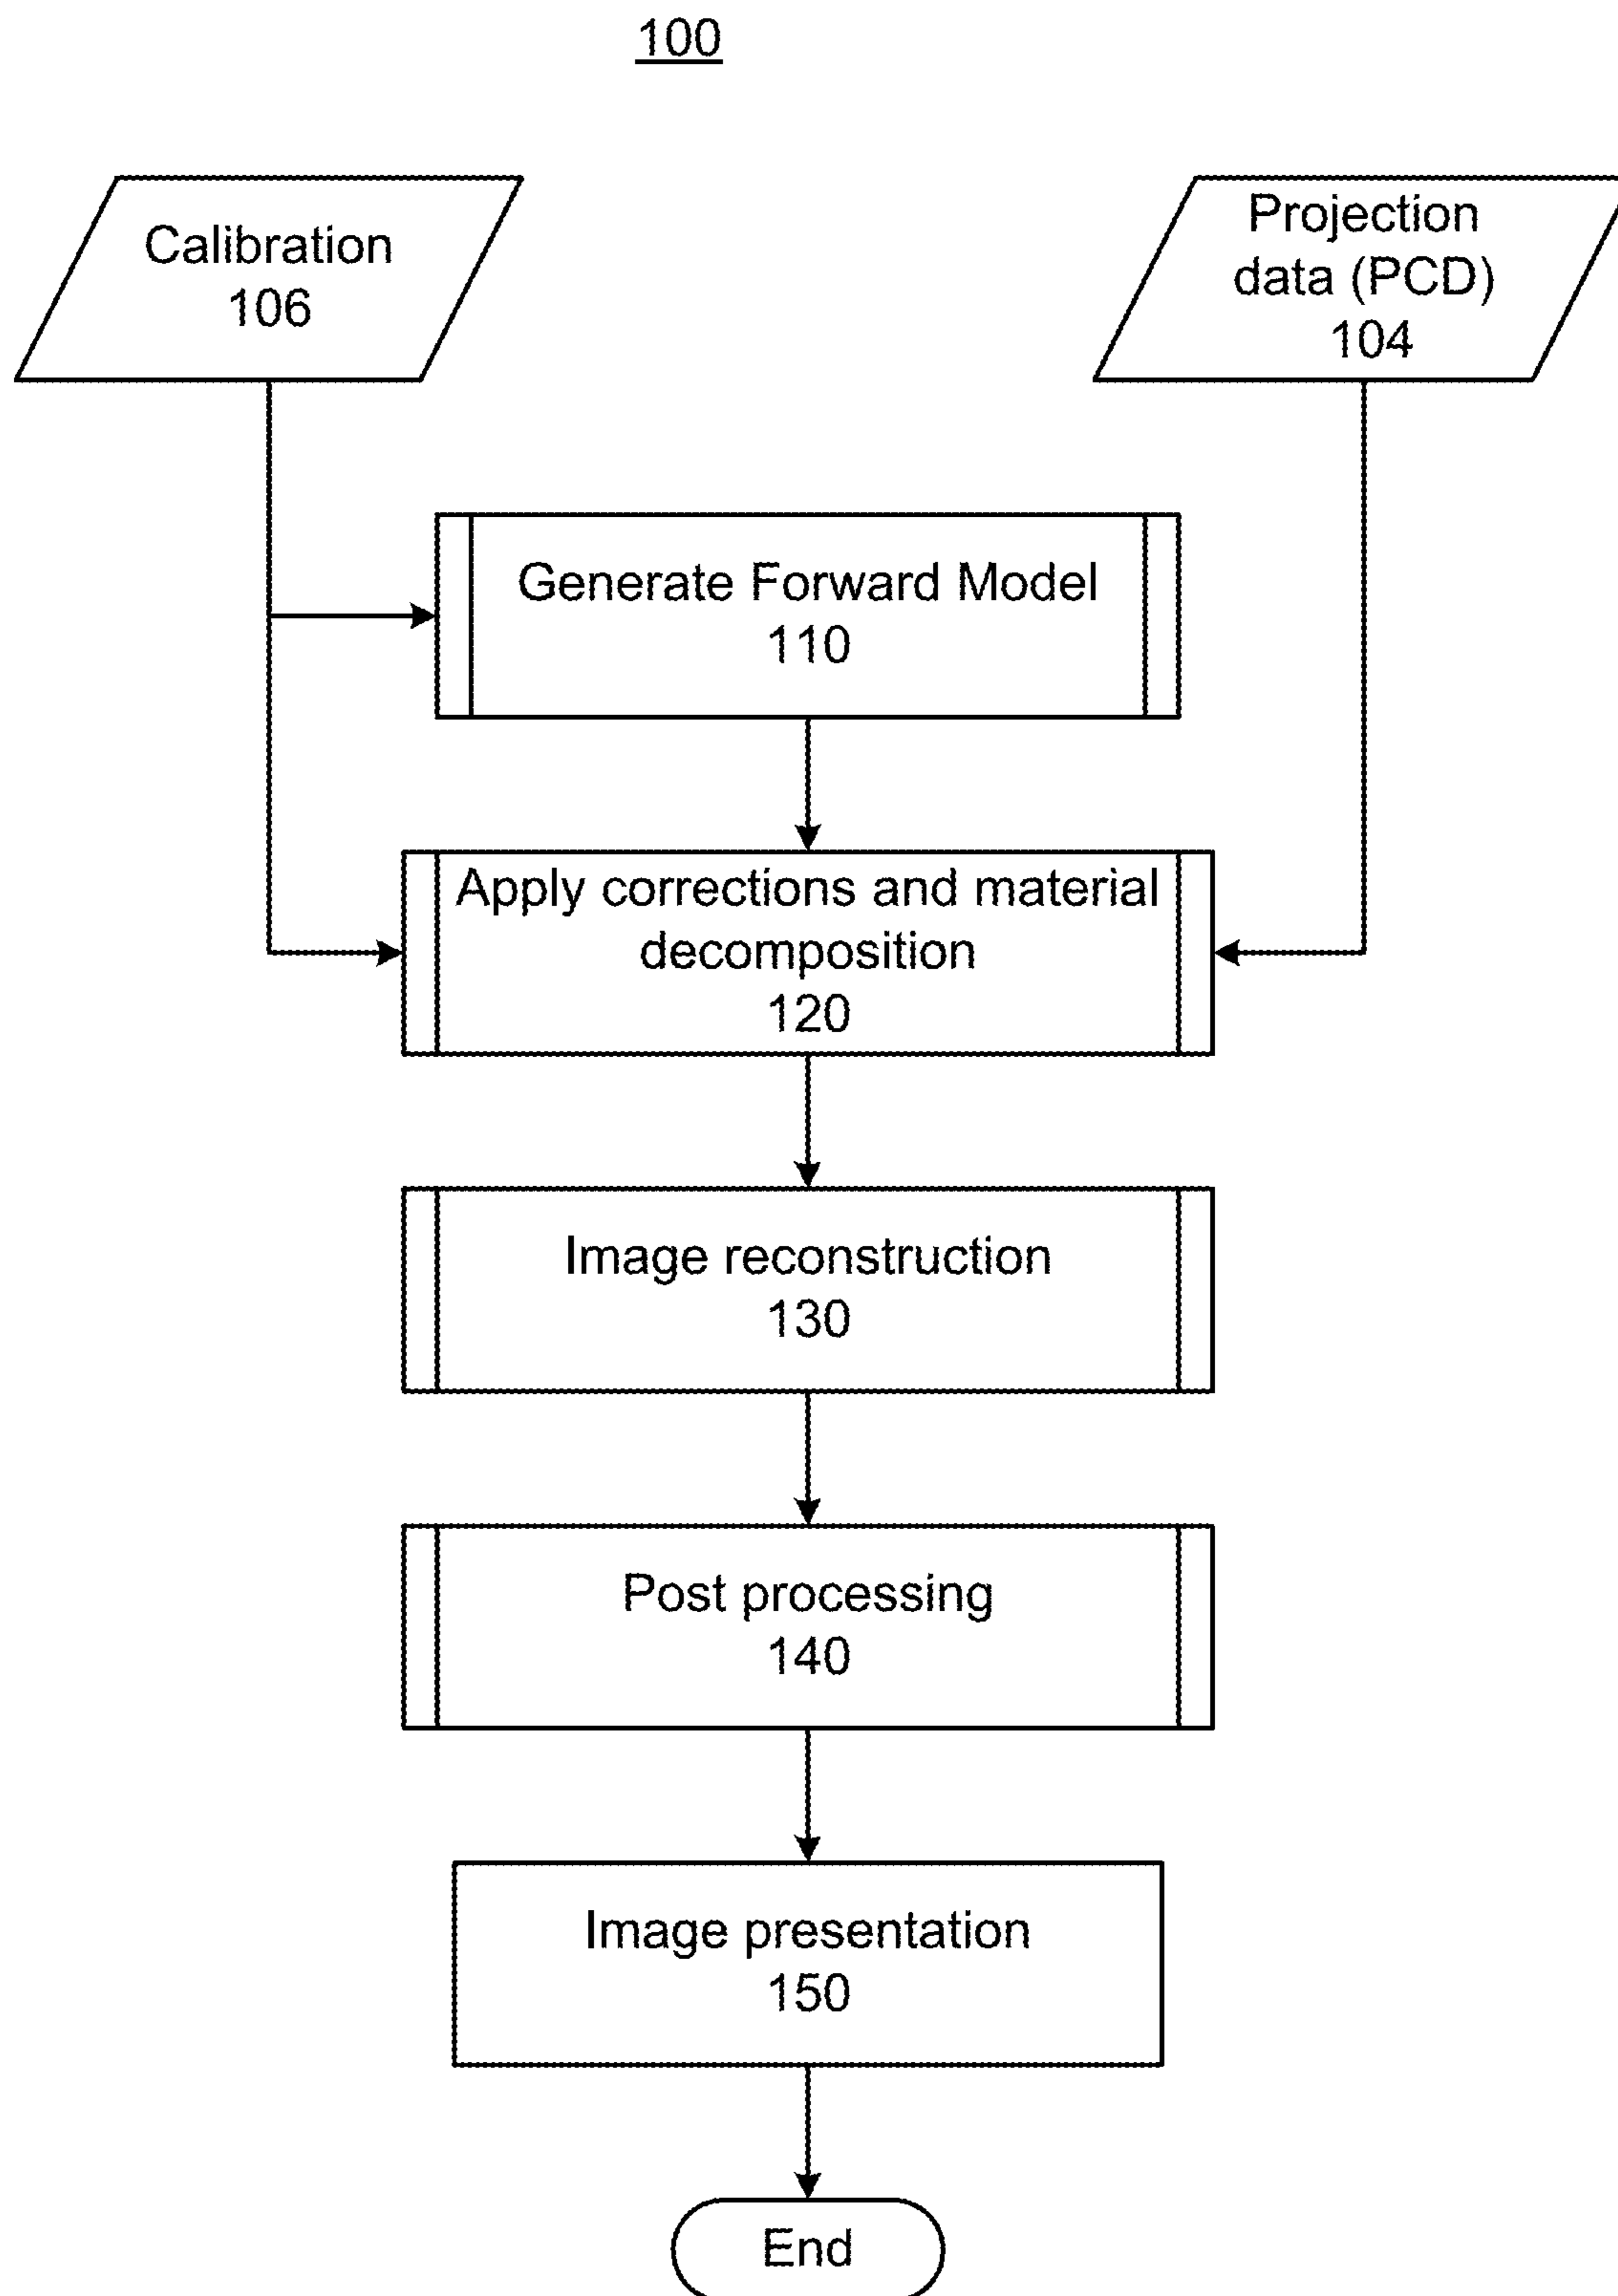 100
Calibration
106
Projection
data (PCD)
104
Generate Forward Model
110
Apply corrections and material
decomposition
120
Image reconstruction
130
Post processing
140
Image presentation
150
End